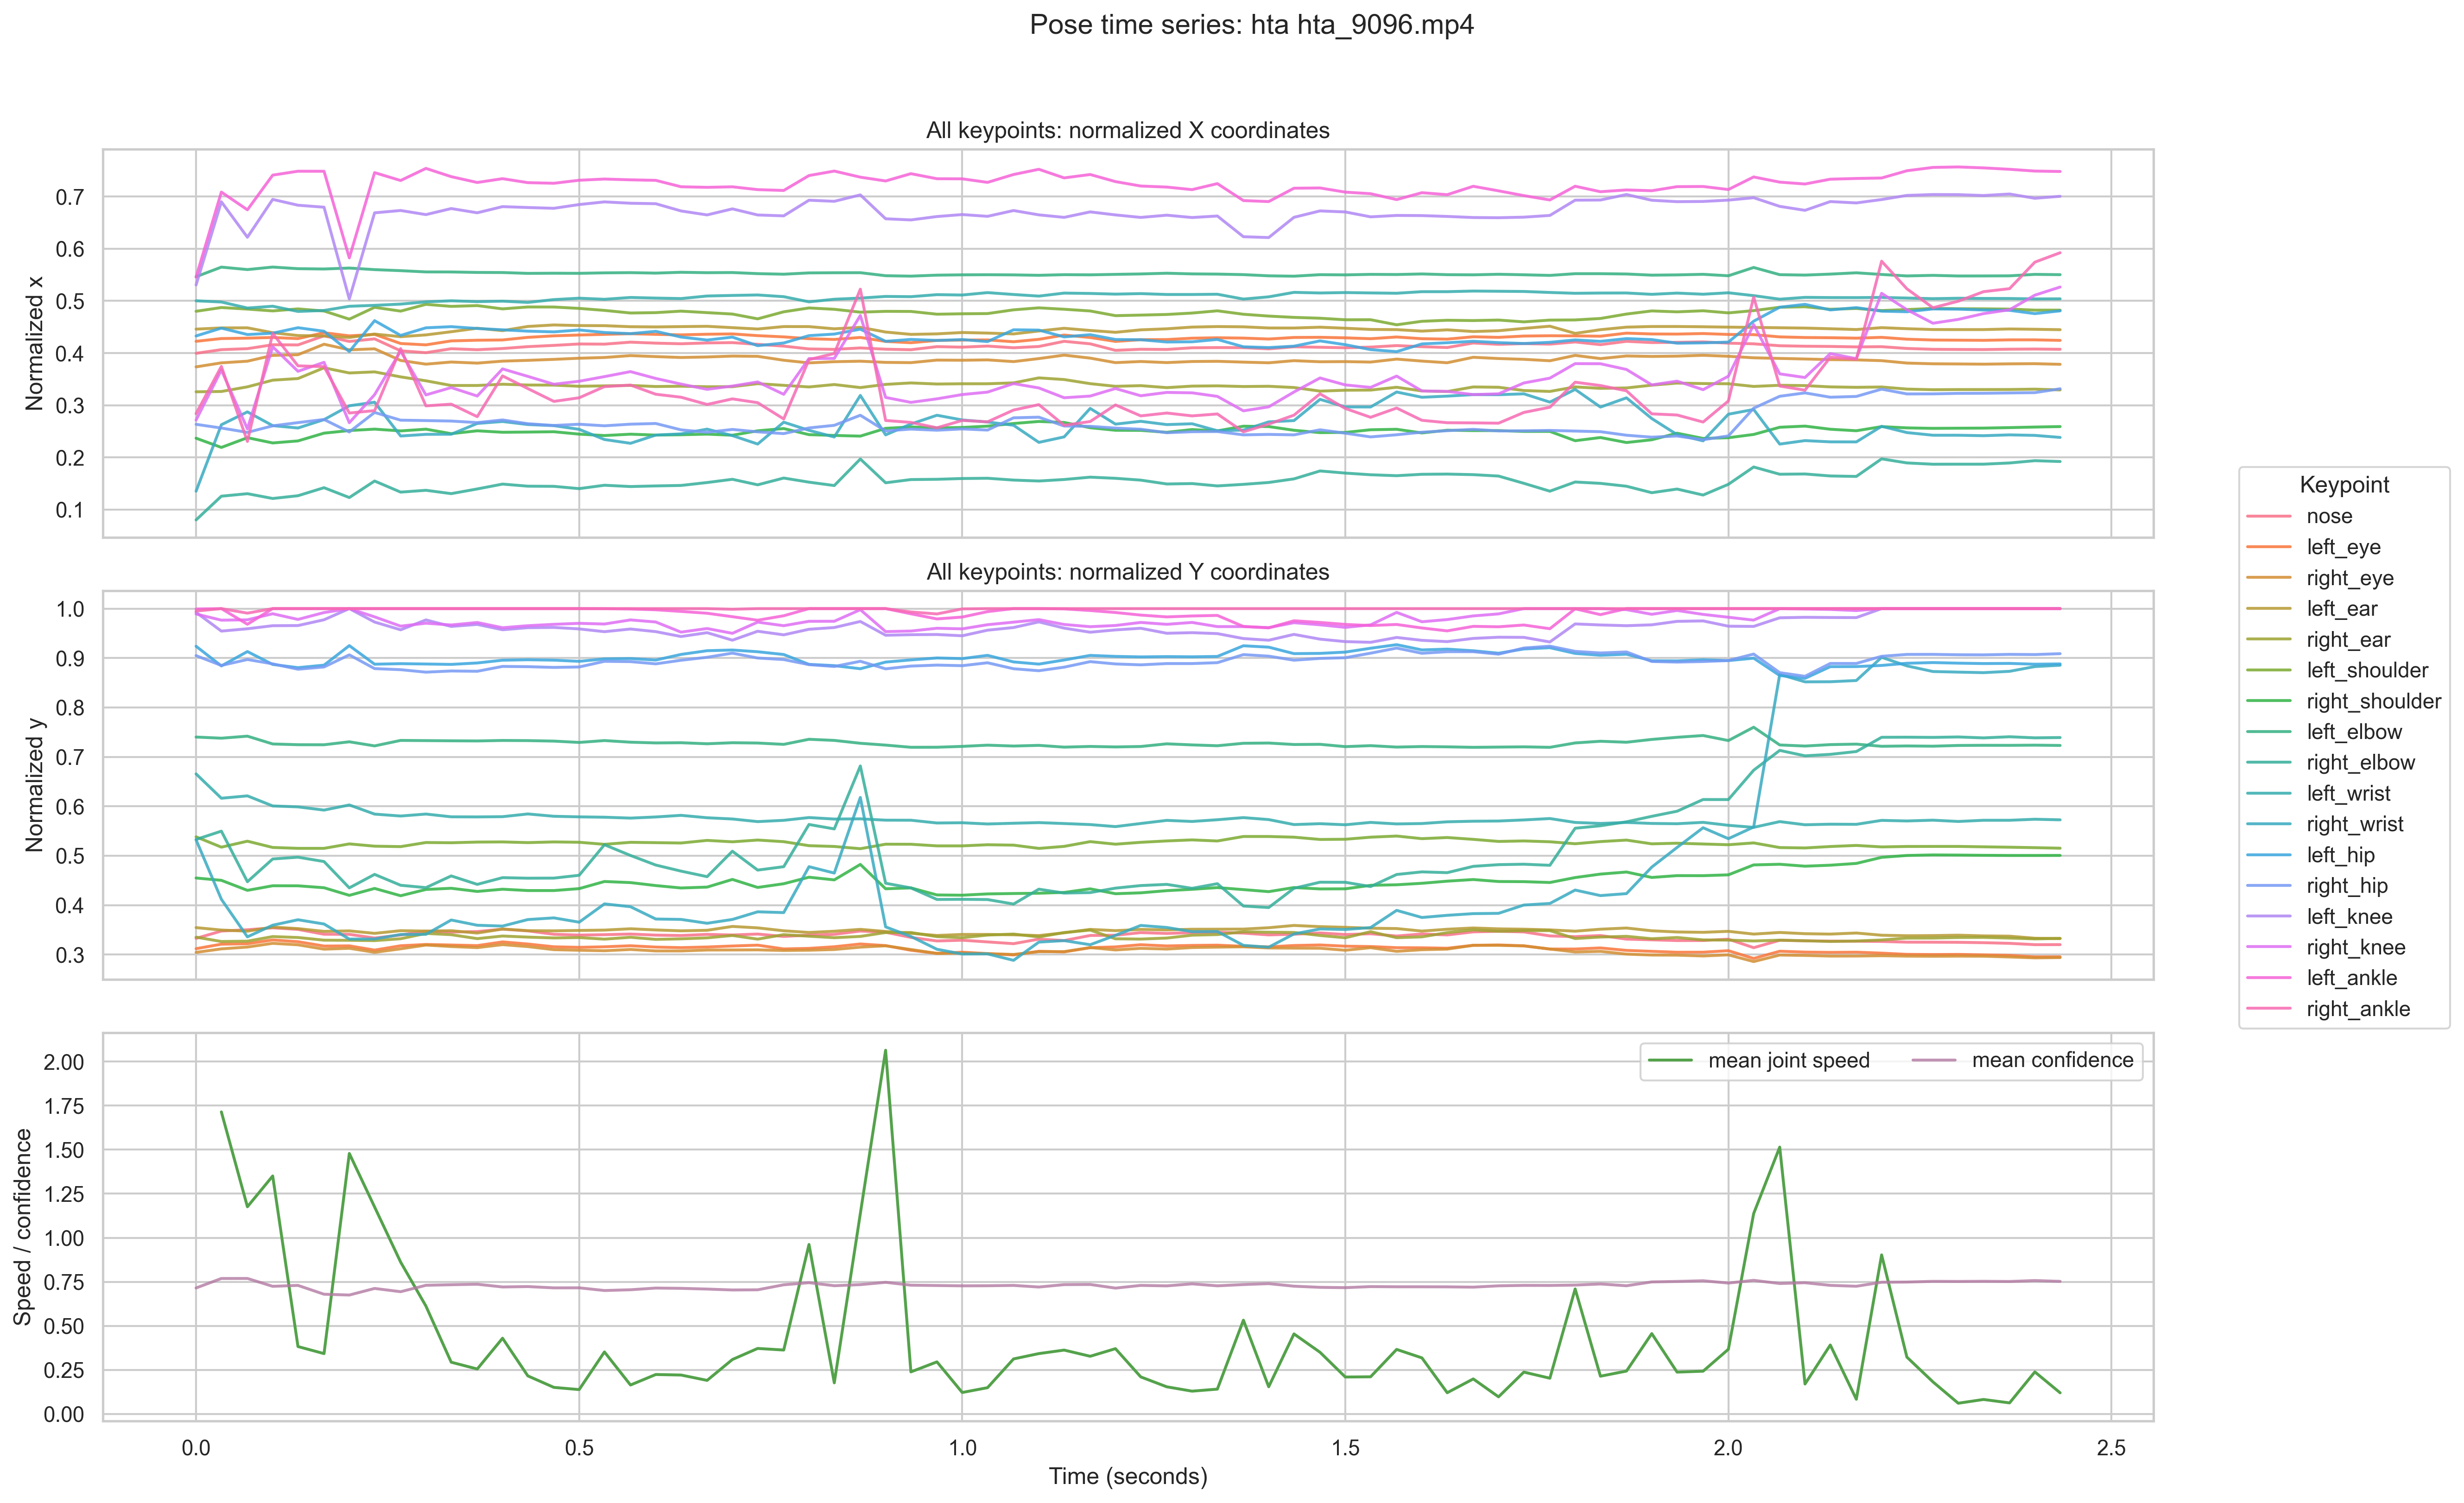 Pose time series: hta hta_9096.mp4
All keypoints: normalized X coordinates
Normalized x
0.7
0.6
0.5
0.4
0.3
0.2
0.1
All keypoints: normalized Y coordinates
Normalized y
1.0
0.9
0.8
0.7
0.6
0.5
0.4
0.3
Speed / confidence
2.00
1.75
1.50
1.25
1.00
0.75
0.50
0.25
0.00
mean joint speed
mean confidence
0.0
0.5
1.0
1.5
2.0
2.5
Time (seconds)
Keypoint
nose
left_eye
right_eye
left_ear
right_ear
left_shoulder
right_shoulder
left_elbow
right_elbow
left_wrist
right_wrist
left_hip
right_hip
left_knee
right_knee
left_ankle
right_ankle